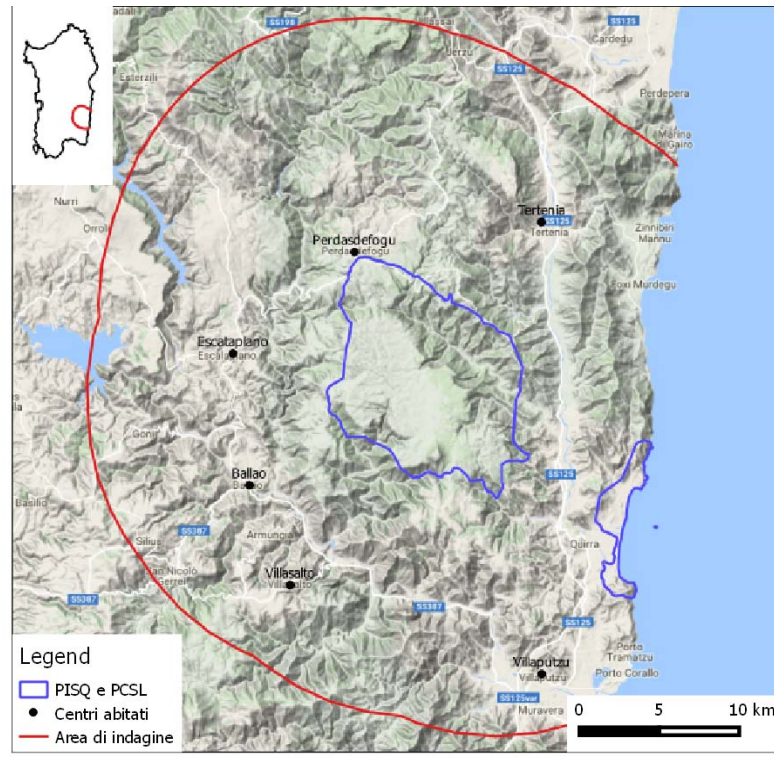 SS198
SS125
Jerzu
Cardedu
SS125
Esterzili
Perdepera
Marina
di Gairo
Nurri
Orroli
Tertenia
SS125
Tertenia
Zinnibiri
Mannu
Perdasdefogu
Perdasdefogu
Foxi Murdegu
Escalaplano
Escalaplano
Goni
Ballao
Ballao
SS125
Basilio
SS387
Armungia
Silius
Quirra
San Nicolò
Gerrei
Villasalto
Villasalto
SS387
SS387
SS125
Porto
Tramatzu
Villaputzu
Villaputzu
Porto Corallo
SS125var
Muravera
Legend
PISQ e PCSL
Centri abitati
Area di indagine
0 5 10 km